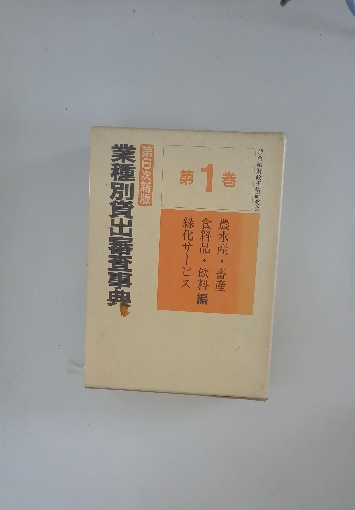 第6次新版
業種別貸出審査事典
第1巻
農水産・畜産
食料品・飲料 編
緑化サービス